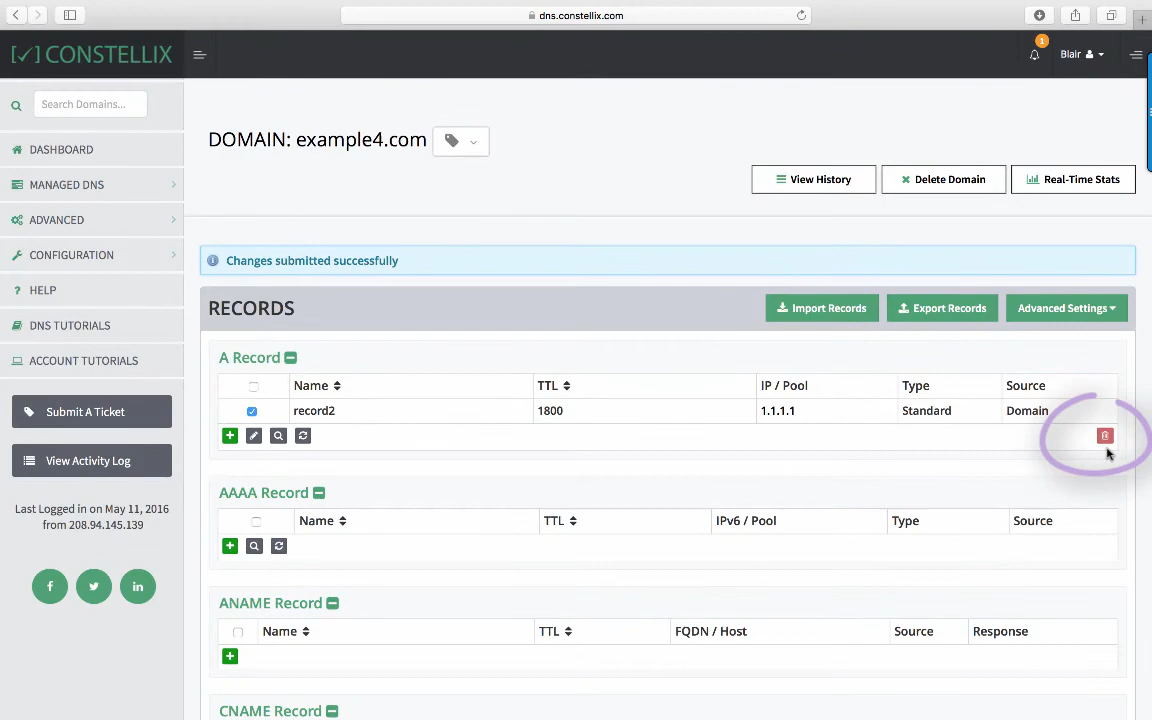 dns.constellix.com
[✓] CONSTELLIX
1
Blair
Search Domains...
DASHBOARD
MANAGED DNS
ADVANCED
CONFIGURATION
? HELP
DNS TUTORIALS
ACCOUNT TUTORIALS
Submit A Ticket
View Activity Log
Last Logged in on May 11, 2016
from 208.94.145.139
DOMAIN: example4.com
View History
Delete Domain
Real-Time Stats
Changes submitted successfully
RECORDS
Import Records
Export Records
Advanced Settings
A Record
Name TTL IP / Pool Type Source
record2 1800 1.1.1.1 Standard Domain
AAAA Record
Name TTL IPv6 / Pool Type Source
ANAME Record
Name TTL FQDN / Host Source Response
CNAME Record